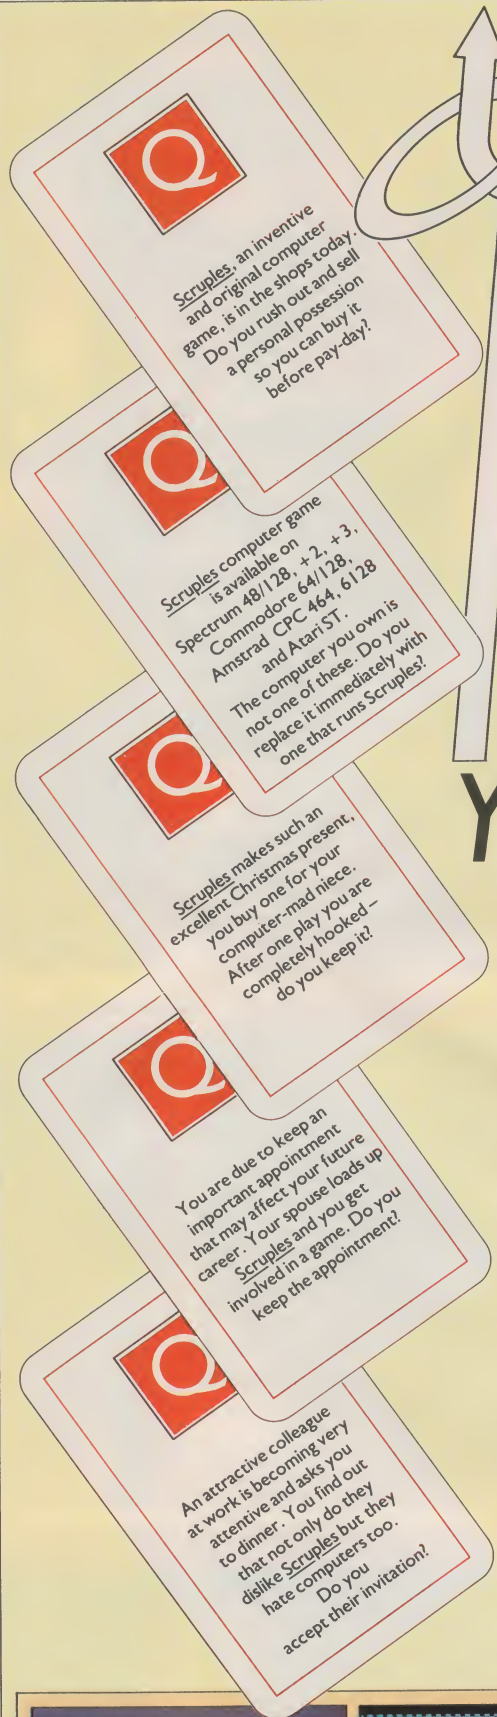 Q
Scruples, an inventive
and original computer
game, is in the shops today.
Do you rush out and sell
a personal possession
so you can buy it
before pay-day?
Q
Scruples computer game
is available on
Spectrum 48/128, +2, +3,
Commodore 64/128,
Amstrad CPC 464, 6128
and Atari ST.
The computer you own is
not one of these. Do you
replace it immediately with
one that runs Scruples?
Q
Scruples makes such an
excellent Christmas present,
you buy one for your
computer-mad niece.
After one play you are
completely hooked –
do you keep it?
Q
You are due to keep an
important appointment
that may affect your future
career. Your spouse loads up
Scruples and you get
involved in a game. Do you
keep the appointment?
Q
An attractive colleague
at work is becoming very
attentive and asks you
to dinner. You find out
that not only do they
dislike Scruples but they
hate computers too.
Do you
accept their invitation?
Y